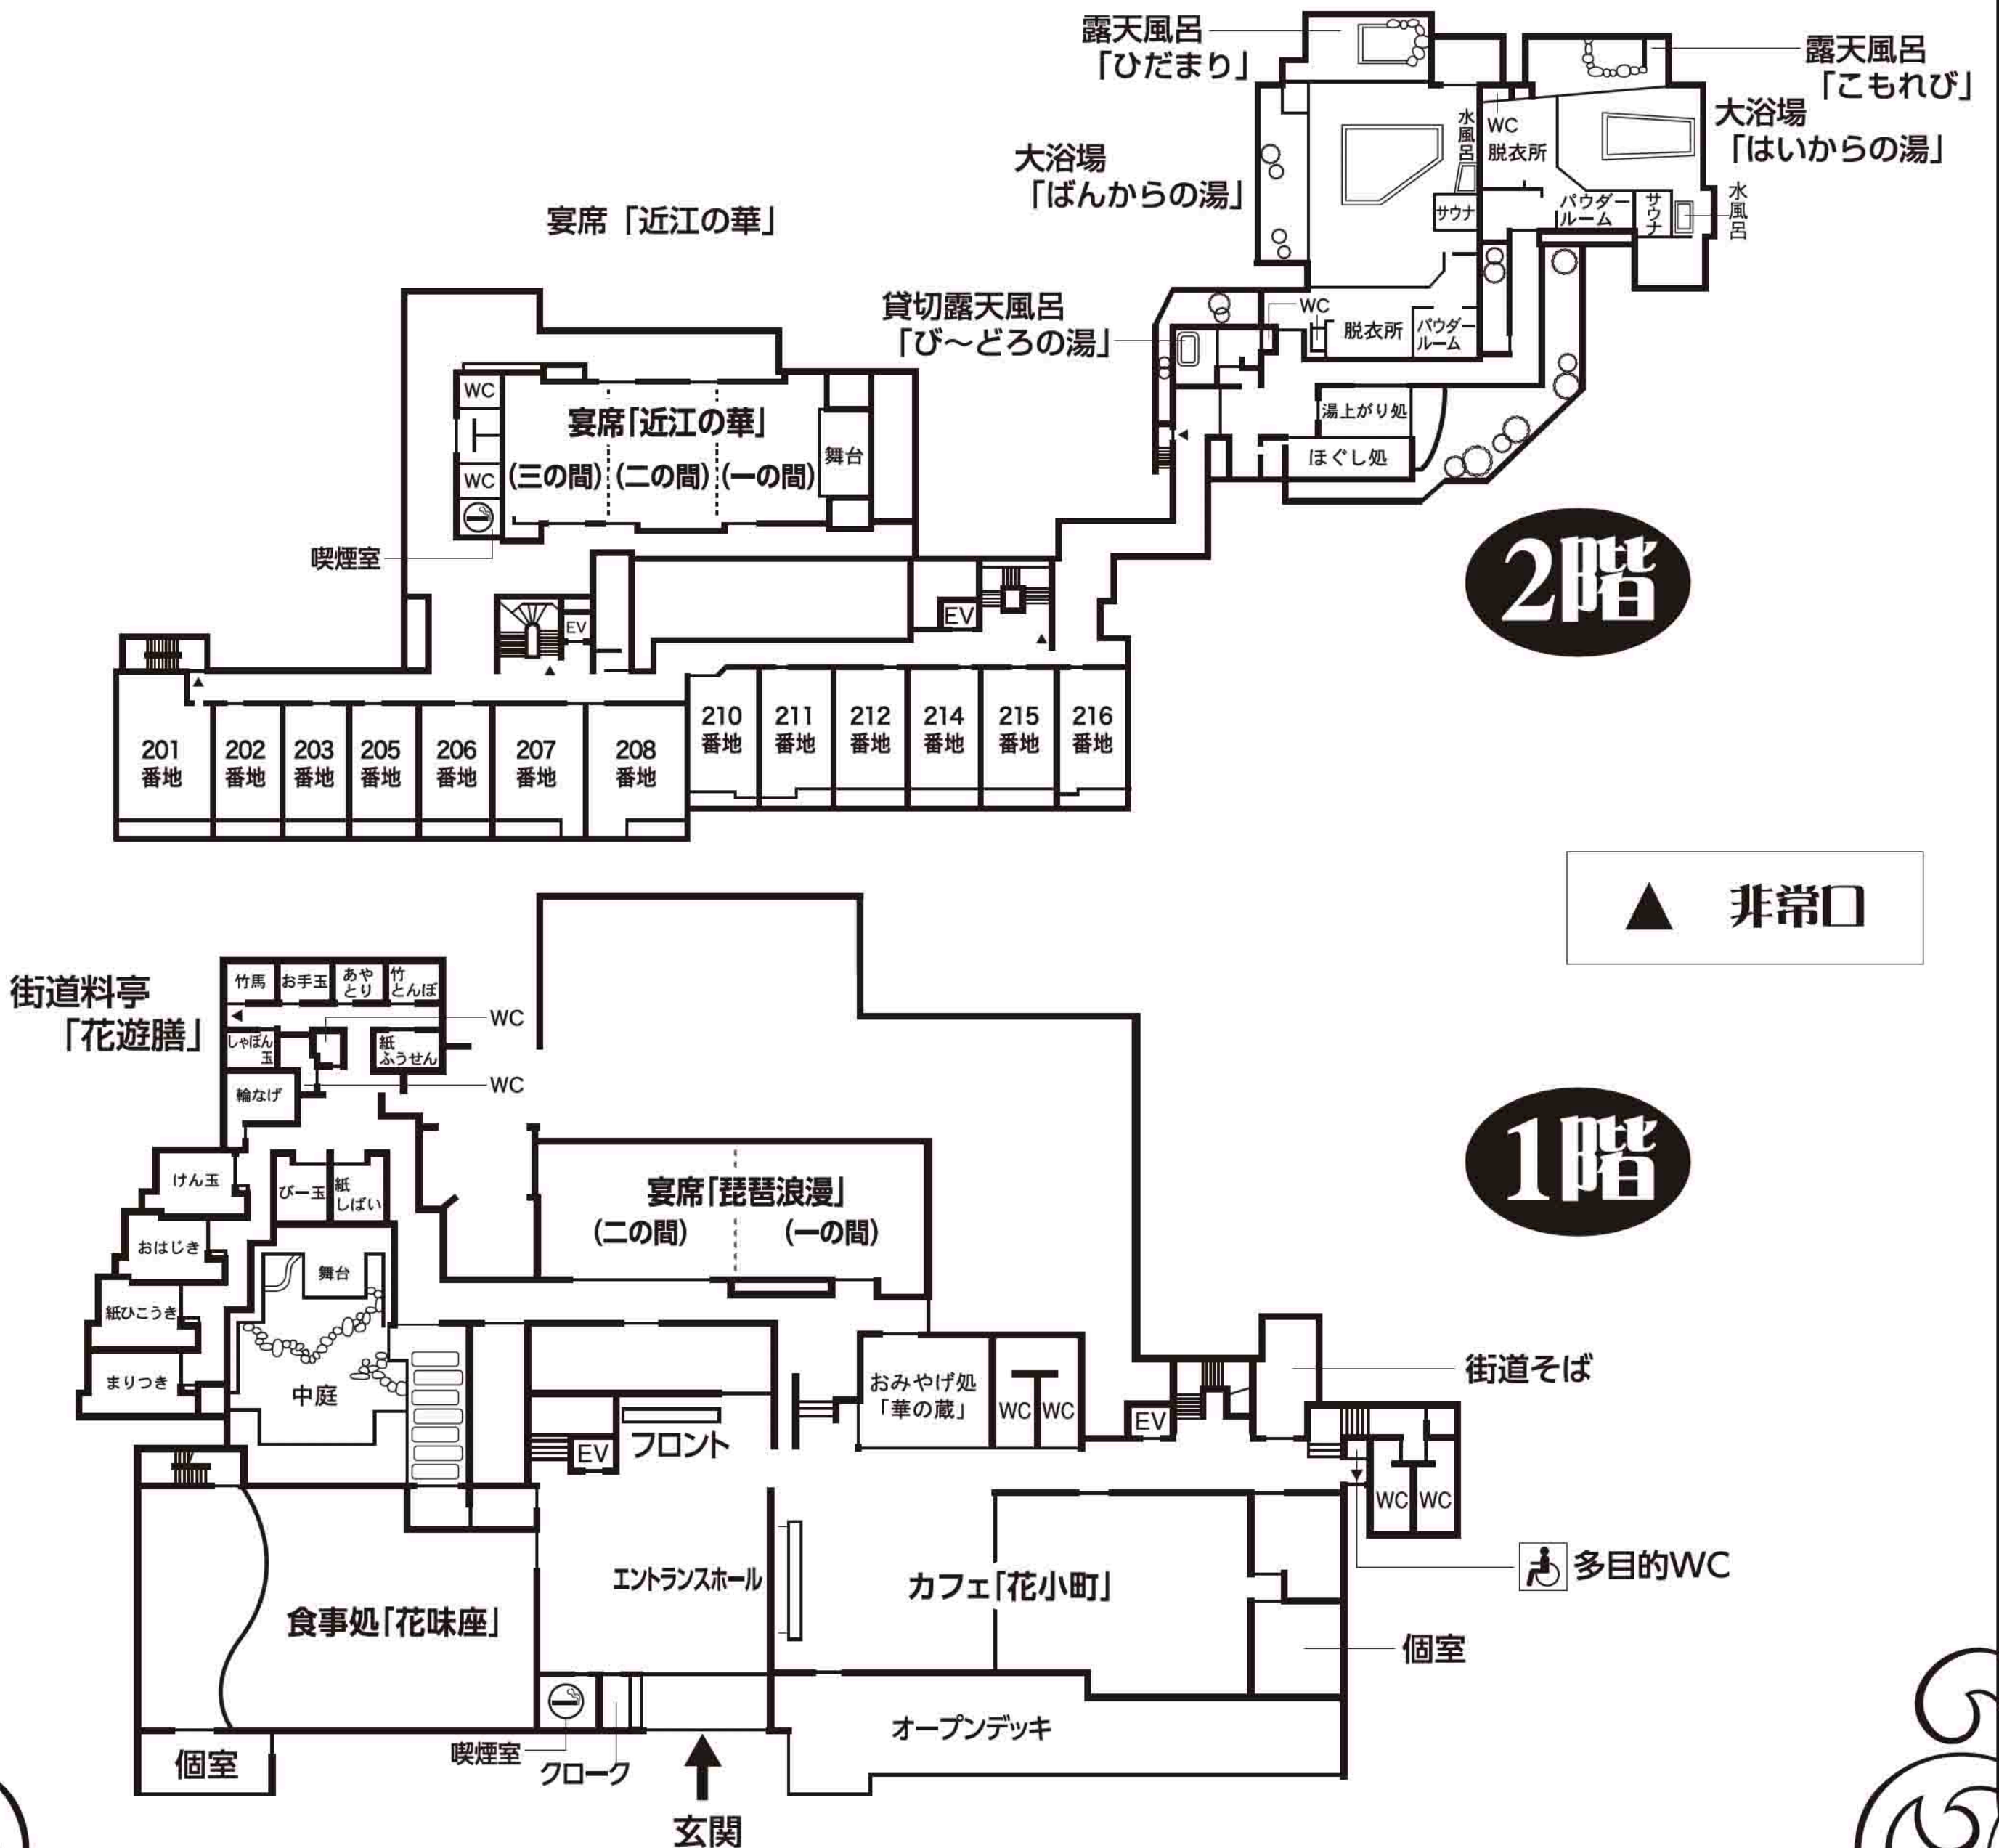 露天風呂
「ひだまり」
露天風呂
「こもれび」
大浴場
「ばんからの湯」
大浴場
「はいからの湯」
水風呂
WC
脱衣所
サウナ
パウダー
ルーム
サウナ
水風呂
貸切露天風呂
「び〜どろの湯」
WC
脱衣所
パウダー
ルーム
湯上がり処
ほぐし処
宴席「近江の華」
WC
WC
宴席「近江の華」
(三の間)
(二の間)
(一の間)
舞台
喫煙室
EV
EV
2階
201
番地
202
番地
203
番地
205
番地
206
番地
207
番地
208
番地
210
番地
211
番地
212
番地
214
番地
215
番地
216
番地
▲ 非常口
1階
街道料亭
「花遊膳」
竹馬
お手玉
あや
とり
竹
とんぼ
WC
しゃぼん
玉
紙
ふうせん
WC
輪なげ
けん玉
びー玉
紙
しばい
おはじき
舞台
紙ひこうき
まりつき
中庭
宴席「琵琶浪漫」
(二の間)
(一の間)
おみやげ処
「華の蔵」
WC
WC
EV
街道そば
EV
フロント
WC
WC
多目的WC
エントランスホール
カフェ「花小町」
食事処「花味座」
個室
個室
喫煙室
クローク
オープンデッキ
玄関